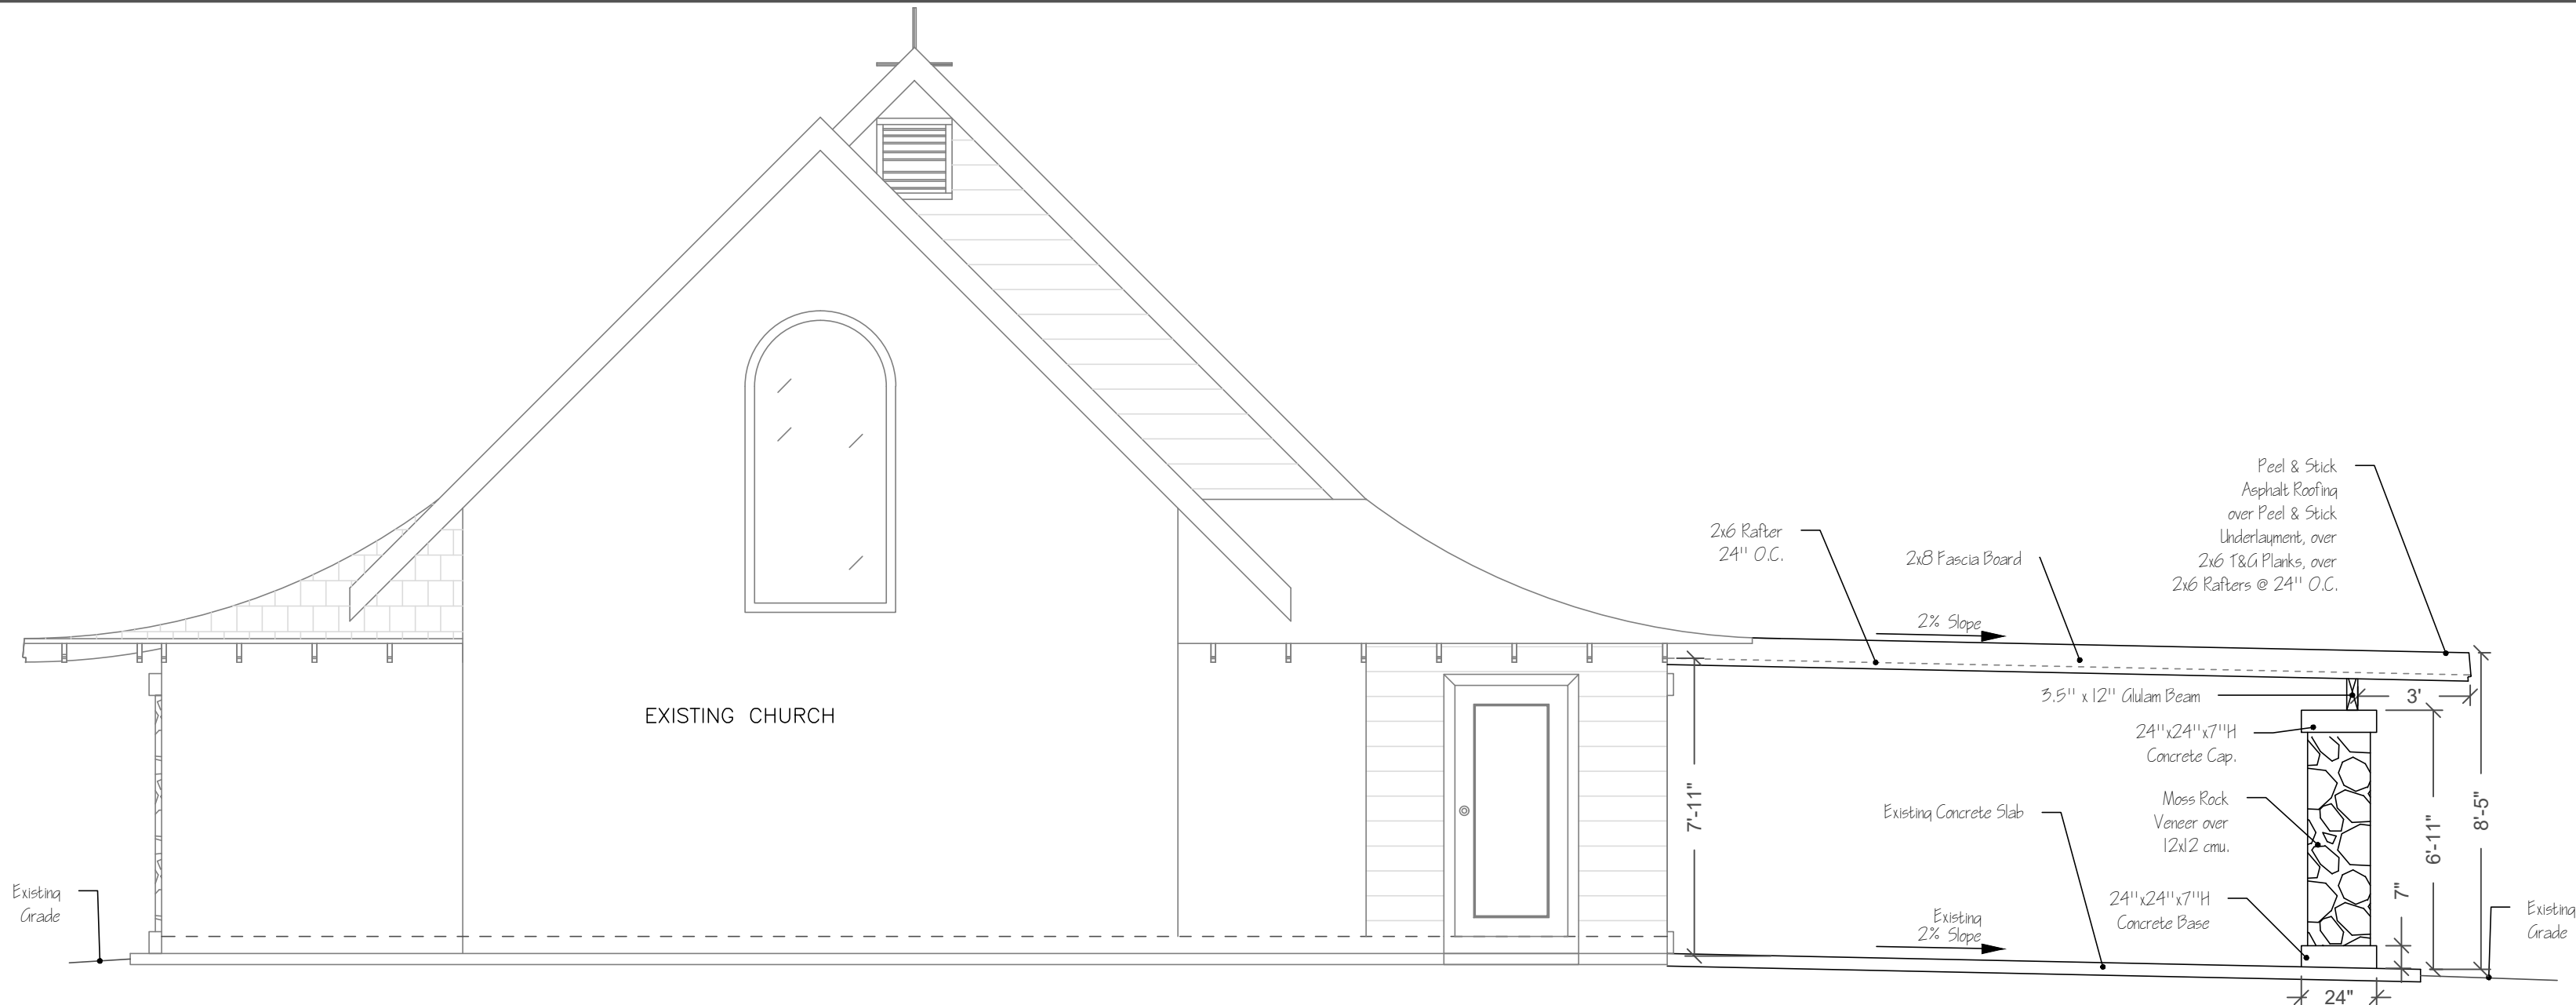 Peel & Stick
Asphalt Roofing
over Peel & Stick
Underlayment, over
2x6 T&G Planks, over
2x6 Rafters @ 24" O.C.
2x6 Rafter
24" O.C.
2x8 Fascia Board
2% Slope
3.5" x 12" Glulam Beam
3'
EXISTING CHURCH
24"x24"x7"H
Concrete Cap.
7'-11"
Existing Concrete Slab
Moss Rock
Veneer over
12x12 cmu.
6'-11"
8'-5"
Existing
Grade
24"x24"x7"H
Concrete Base
7"
Existing
2% Slope
Existing
Grade
24"